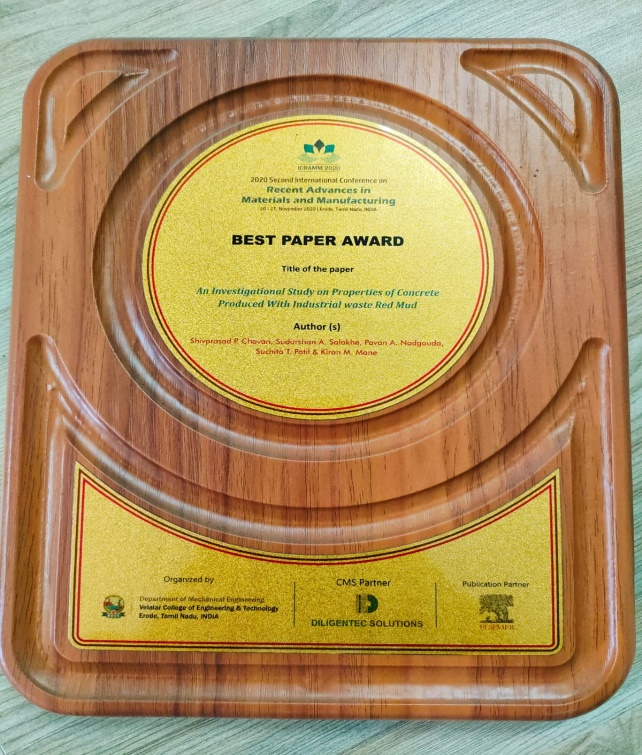 ICRAMM 2020
2020 Second International Conference on
Recent Advances in
Materials and Manufacturing
20 - 21, November 2020 | Erode, Tamil Nadu, INDIA
BEST PAPER AWARD
Title of the paper
An Investigational Study on Properties of Concrete
Produced With Industrial waste Red Mud
Author (s)
Shivprasad P. Chavan, Sudarshan A. Salokhe, Pavan A. Nadgouda,
Suchita T. Patil & Kiran M. Mane
Organized by
Department of Mechanical Engineering
Velalar College of Engineering & Technology
Erode, Tamil Nadu, INDIA
CMS Partner
DILIGENTEC SOLUTIONS
Publication Partner
ELSEVIER